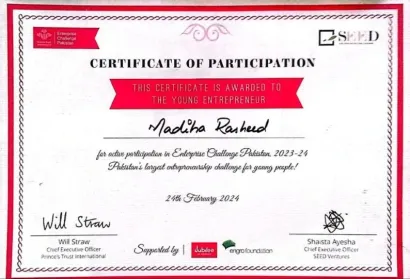 Enterprise
Challenge
Pakistan
SEED
CERTIFICATE OF PARTICIPATION
THIS CERTIFICATE IS AWARDED TO
THE YOUNG ENTREPRENEUR
Madiha Rasheed
for active participation in Enterprise Challenge Pakistan, 2023-24
Pakistan's largest entrepreneurship challenge for young people!
24th February 2024
Will Straw
Will Straw
Chief Executive Officer
Prince's Trust International
Supported by
Jubilee
engro foundation
Shaista Ayesha
Chief Executive Officer
SEED Ventures